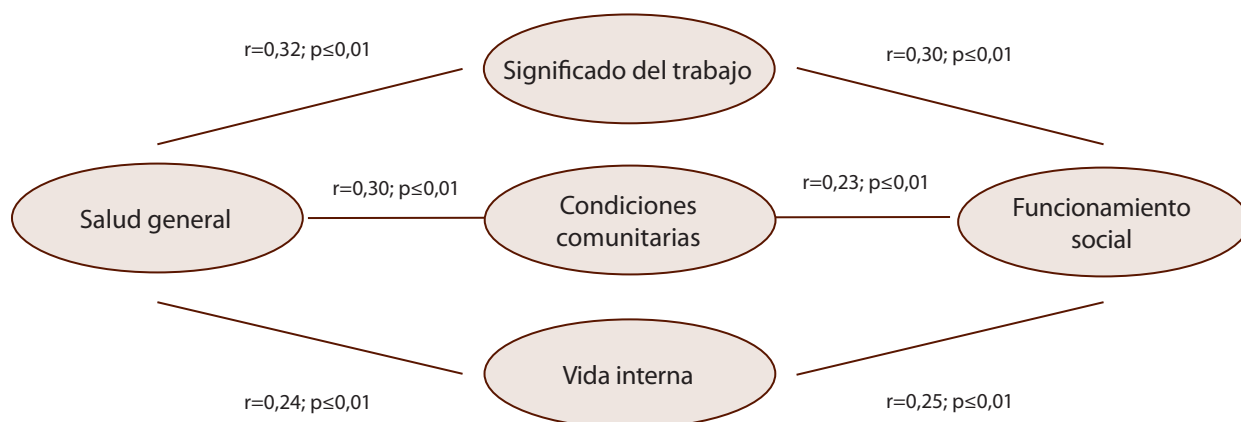 r=0,32; p≤0,01
Significado del trabajo
r=0,30; p≤0,01
Salud general
r=0,30; p≤0,01
Condiciones
comunitarias
r=0,23; p≤0,01
Funcionamiento
social
Vida interna
r=0,24; p≤0,01
r=0,25; p≤0,01